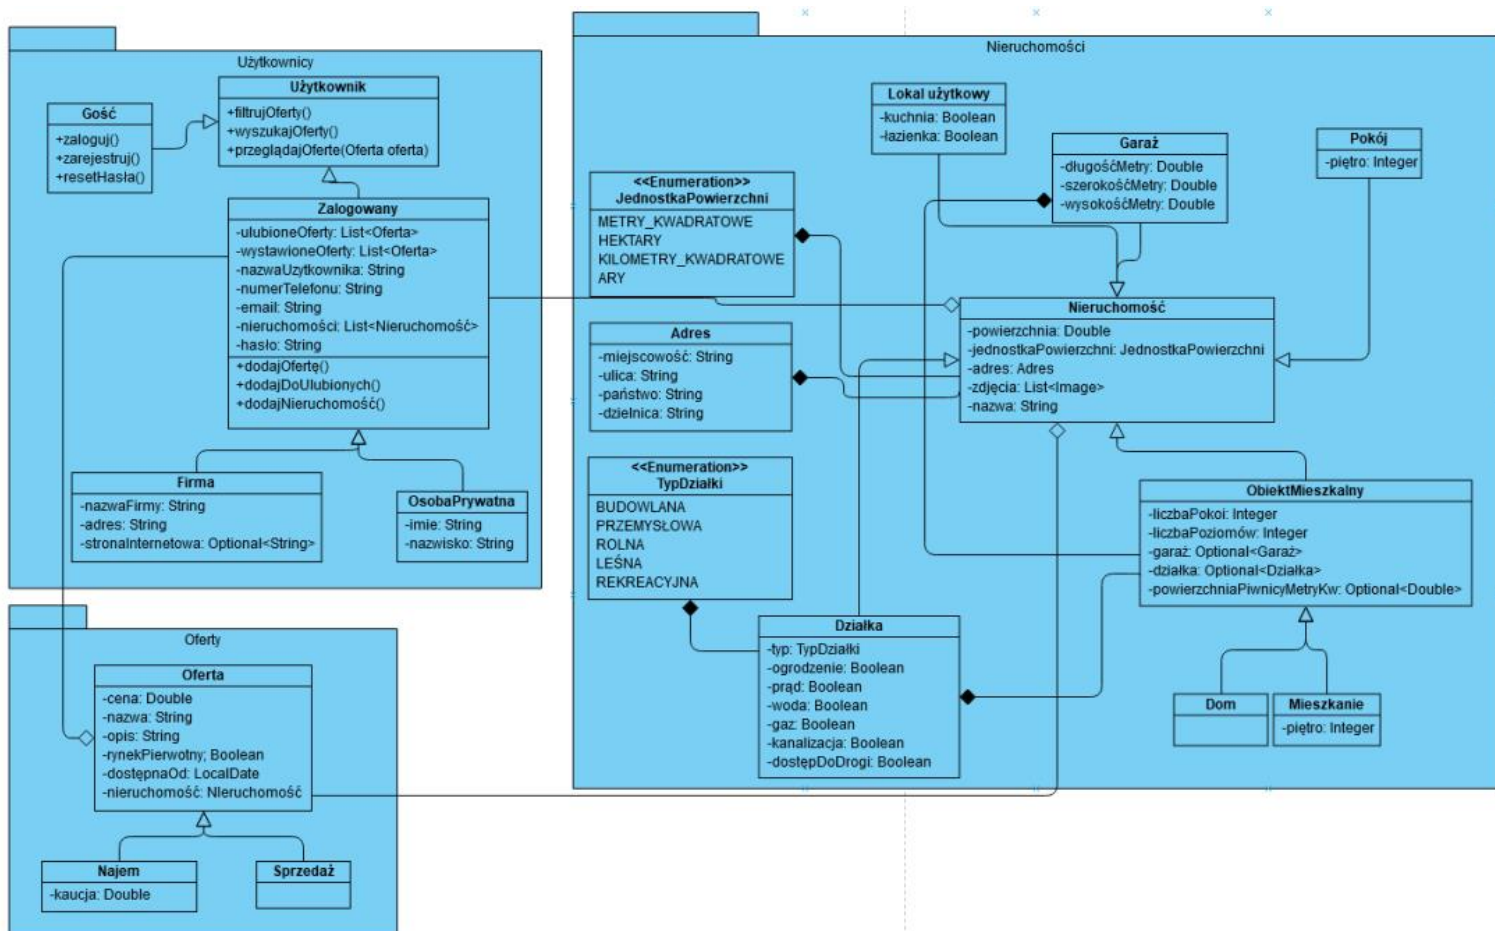 Użytkownicy
Użytkownik
+filtrujOferty()
+wyszukajOferty()
+przeglądajOferte(Oferta oferta)
Gość
+zaloguj()
+zarejestruj()
+resetHasła()
Zalogowany
-ulubioneOferty: List<Oferta>
-wystawioneOferty: List<Oferta>
-nazwaUzytkownika: String
-numerTelefonu: String
-email: String
-nieruchomości: List<Nieruchomość>
-hasło: String
+dodajOfertę()
+dodajDoUlubionych()
+dodajNieruchomość()
Firma
-nazwaFirmy: String
-adres: String
-stronaInternetowa: Optional<String>
OsobaPrywatna
-imie: String
-nazwisko: String
Oferty
Oferta
-cena: Double
-nazwa: String
-opis: String
-rynekPierwotny; Boolean
-dostępnaOd: LocalDate
-nieruchomość: NIeruchomość
Najem
-kaucja: Double
Sprzedaż
Nieruchomości
Lokal użytkowy
-kuchnia: Boolean
-łazienka: Boolean
Garaż
-długośćMetry: Double
-szerokośćMetry: Double
-wysokośćMetry: Double
Pokój
-piętro: Integer
<<Enumeration>>
JednostkaPowierzchni
METRY_KWADRATOWE
HEKTARY
KILOMETRY_KWADRATOWE
ARY
Nieruchomość
-powierzchnia: Double
-jednostkaPowierzchni: JednostkaPowierzchni
-adres: Adres
-zdjęcia: List<Image>
-nazwa: String
Adres
-miejscowość: String
-ulica: String
-państwo: String
-dzielnica: String
<<Enumeration>>
TypDziałki
BUDOWLANA
PRZEMYSŁOWA
ROLNA
LEŚNA
REKREACYJNA
ObiektMieszkalny
-liczbaPokoi: Integer
-liczbaPoziomów: Integer
-garaż: Optional<Garaż>
-działka: Optional<Działka>
-powierzchniaPiwnicyMetryKw: Optional<Double>
Działka
-typ: TypDziałki
-ogrodzenie: Boolean
-prąd: Boolean
-woda: Boolean
-gaz: Boolean
-kanalizacja: Boolean
-dostępDoDrogi: Boolean
Dom
Mieszkanie
-piętro: Integer